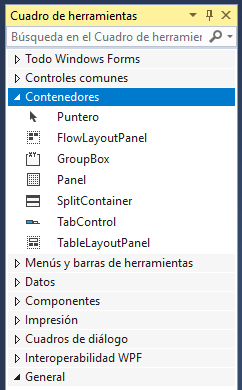 Cuadro de herramientas
Búsqueda en el Cuadro de herramier
Todo Windows Forms
Controles comunes
Contenedores
Puntero
FlowLayoutPanel
GroupBox
Panel
SplitContainer
TabControl
TableLayoutPanel
Menús y barras de herramientas
Datos
Componentes
Impresión
Cuadros de diálogo
Interoperabilidad WPF
General